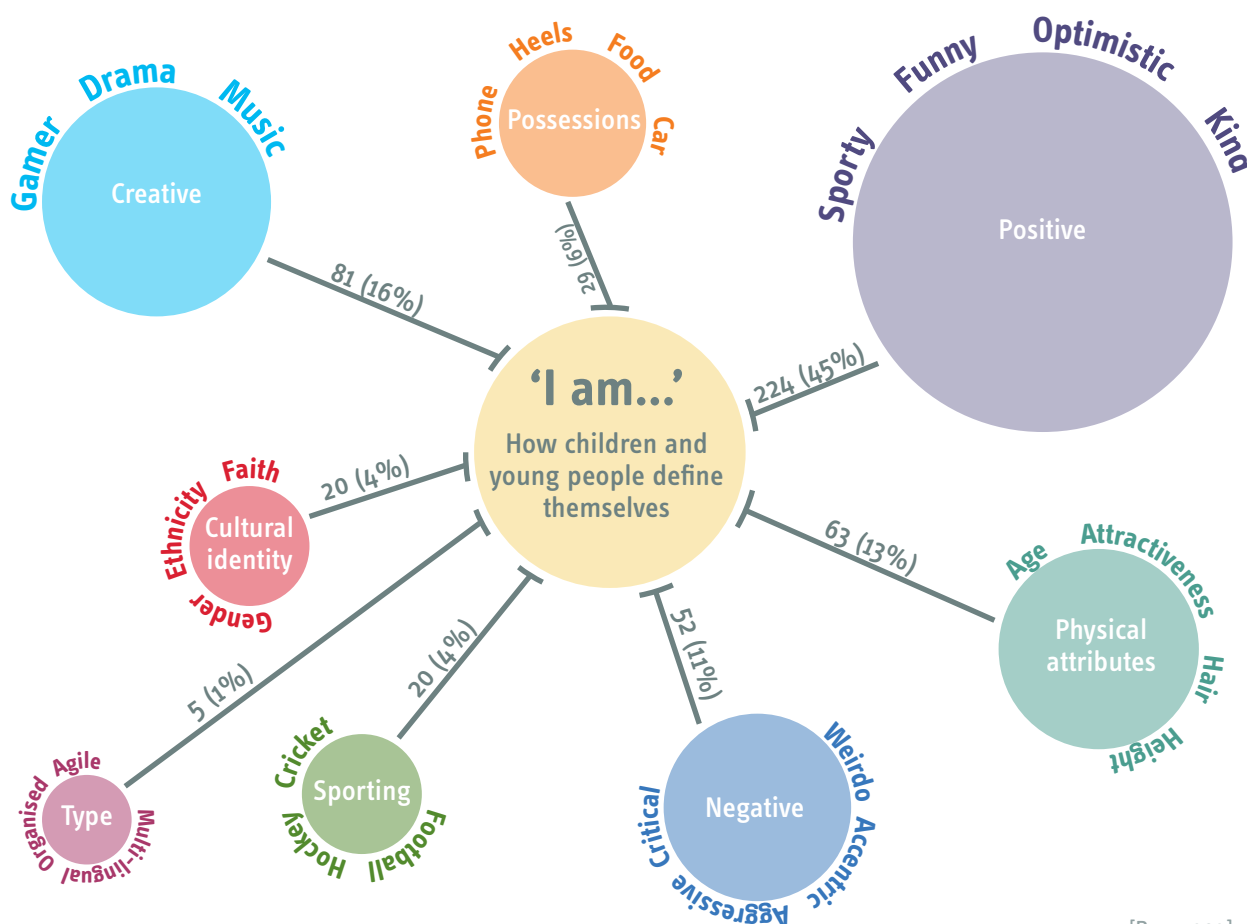 Gamer Drama Music
Creative
81 (16%)
Phone Heels Food Car
Possessions
29 (6%)
Sporty Funny Optimistic Kind
Positive
224 (45%)
'I am...'
How children and
young people define
themselves
Ethnicity Faith
Gender
Cultural
identity
20 (4%)
Age Attractiveness Hair Height
Physical
attributes
63 (13%)
Organised Agile Multi-lingual
Type
5 (1%)
Cricket Football Hockey
Sporting
20 (4%)
Weirdo Accentric Aggressive Critical
Negative
52 (11%)